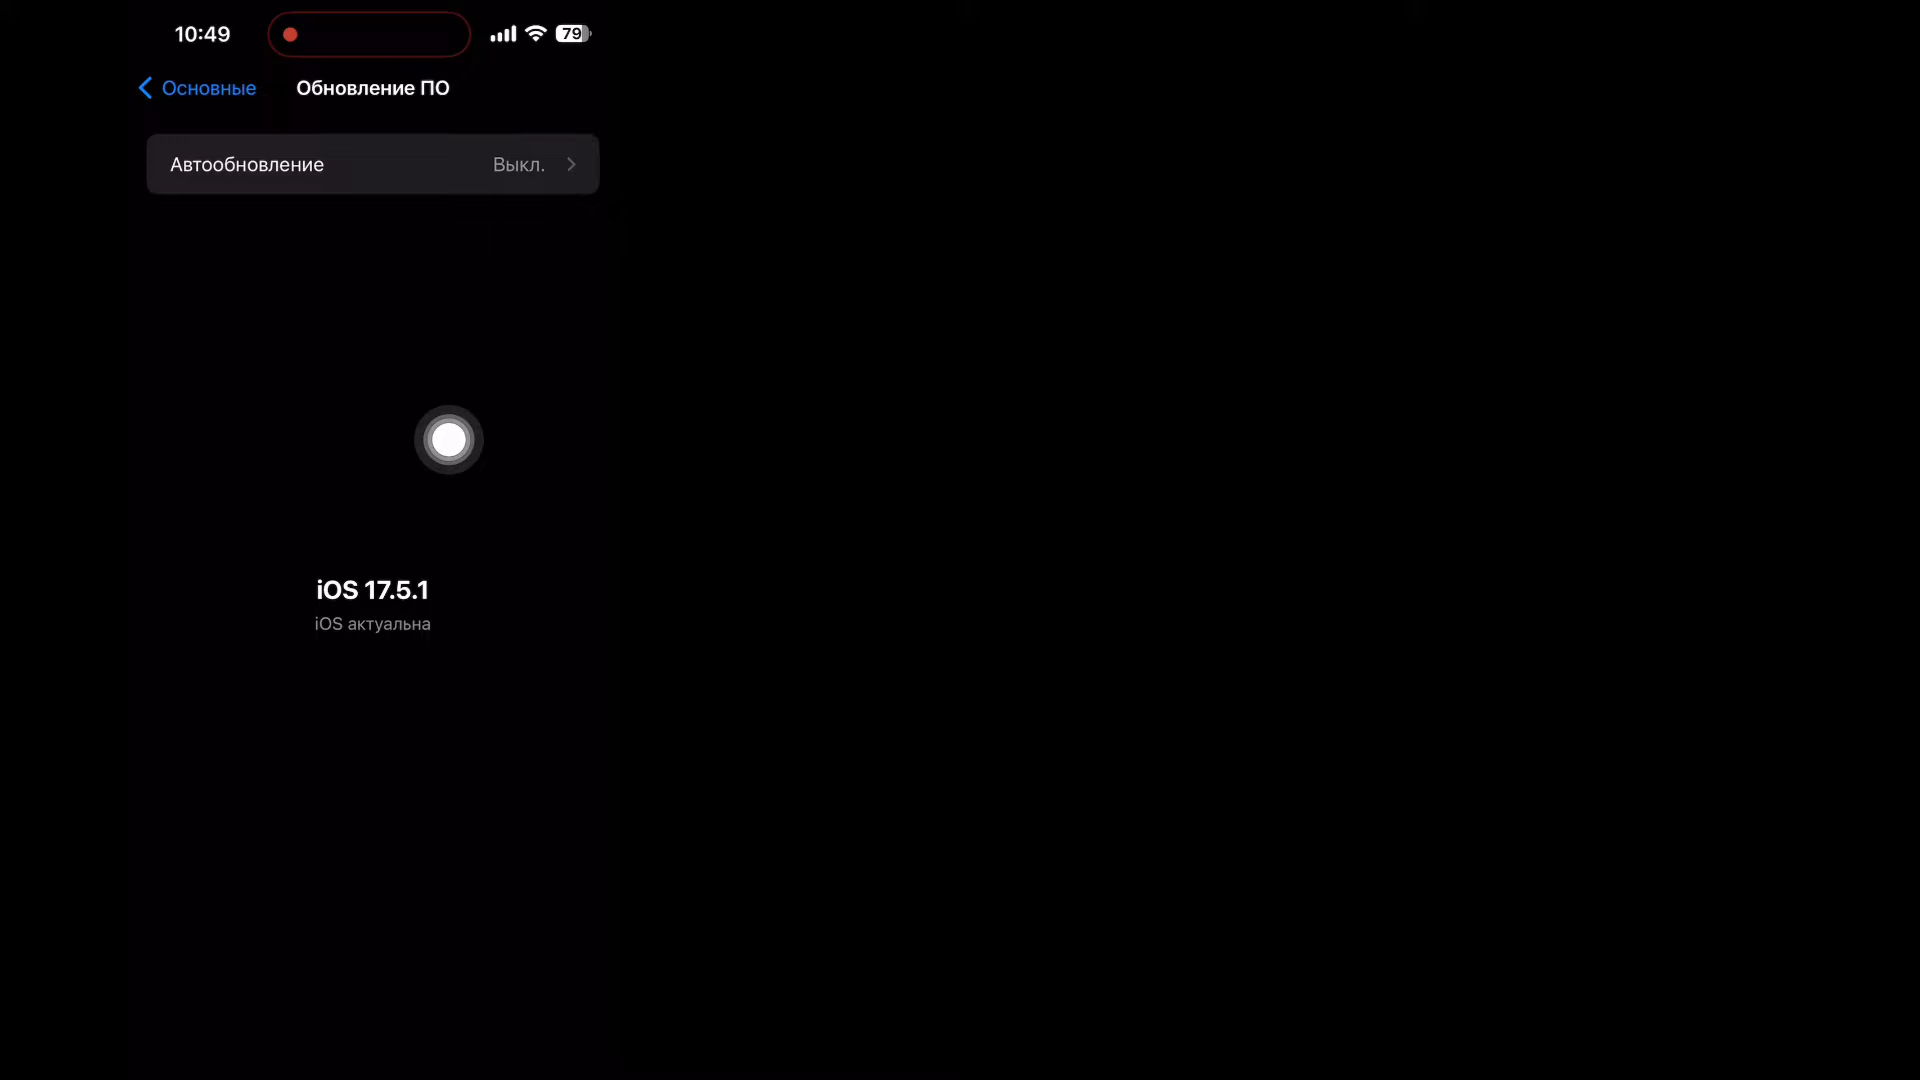 10:49
79
Основные
Обновление ПО
Автообновление
Выкл.
iOS 17.5.1
iOS актуальна